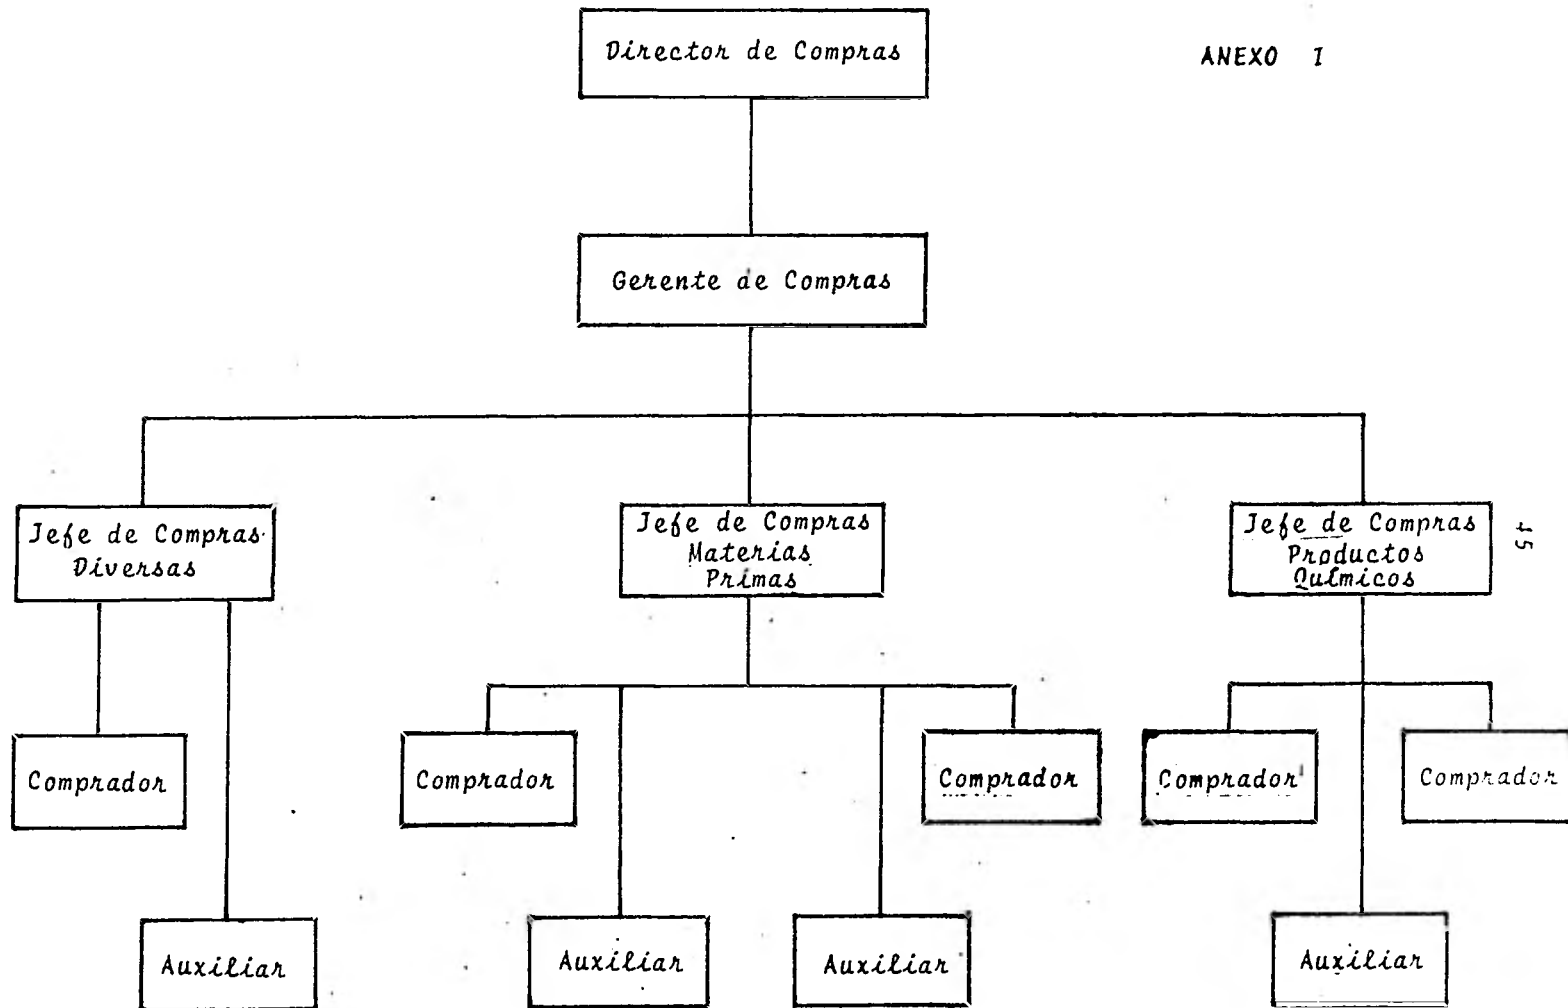 Director de Compras
ANEXO I
Gerente de Compras
Jefe de Compras
Diversas
Jefe de Compras
Materias
Primas
Jefe de Compras
Productos
Químicos
45
Comprador
Comprador
Comprador
Comprador
Comprador
Auxiliar
Auxiliar
Auxiliar
Auxiliar